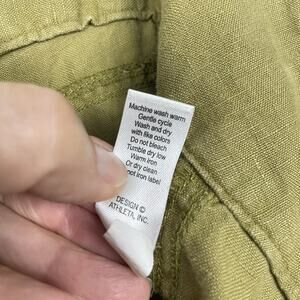 Machine wash warm
Gentle cycle
Wash and dry
with like colors
Do not bleach
Tumble dry low
Warm iron
Or dry clean
not iron label
DESIGN ©
ATHLETA, INC.